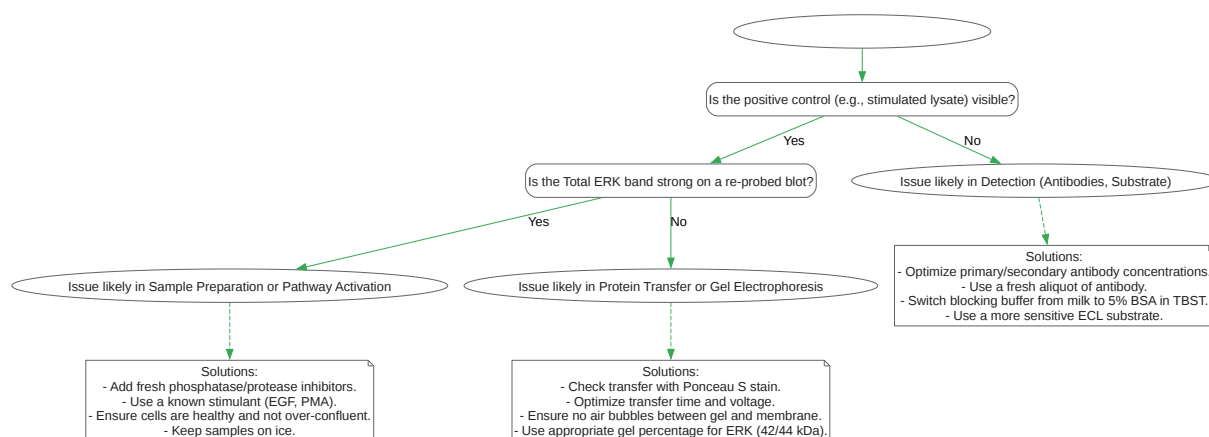 Is the positive control (e.g., stimulated lysate) visible?
Yes
No
Is the Total ERK band strong on a re-probed blot?
Issue likely in Detection (Antibodies, Substrate)
Yes
No
Solutions:
- Optimize primary/secondary antibody concentrations.
- Use a fresh aliquot of antibody.
- Switch blocking buffer from milk to 5% BSA in TBST.
- Use a more sensitive ECL substrate.
Issue likely in Sample Preparation or Pathway Activation
Issue likely in Protein Transfer or Gel Electrophoresis
Solutions:
- Add fresh phosphatase/protease inhibitors.
- Use a known stimulant (EGF, PMA).
- Ensure cells are healthy and not over-confluent.
- Keep samples on ice.
Solutions:
- Check transfer with Ponceau S stain.
- Optimize transfer time and voltage.
- Ensure no air bubbles between gel and membrane.
- Use appropriate gel percentage for ERK (42/44 kDa).